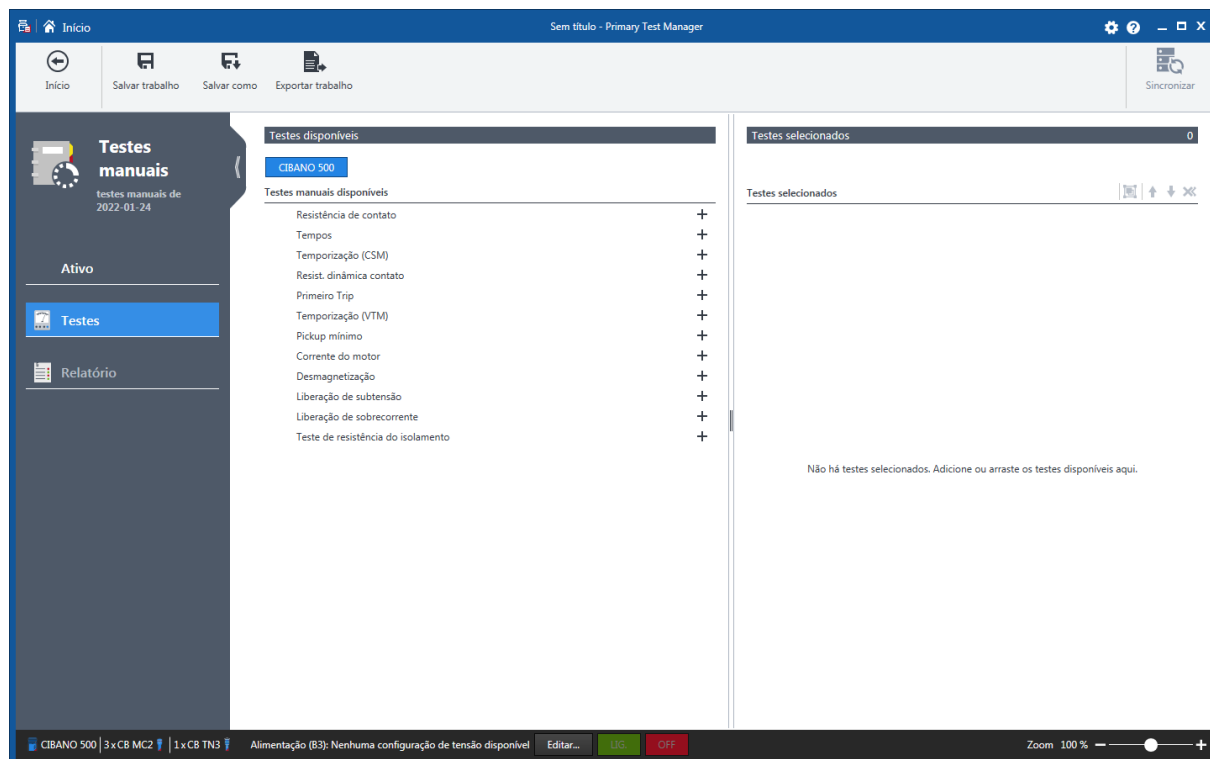 Início
Sem título - Primary Test Manager
Início
Salvar trabalho
Salvar como
Exportar trabalho
Sincronizar
Testes manuais
testes manuais de 2022-01-24
Ativo
Testes
Relatório
Testes disponíveis
CIBANO 500
Testes manuais disponíveis
Resistência de contato
Tempos
Temporização (CSM)
Resist. dinâmica contato
Primeiro Trip
Temporização (VTM)
Pickup mínimo
Corrente do motor
Desmagnetização
Liberação de subtensão
Liberação de sobrecorrente
Teste de resistência do isolamento
Testes selecionados 0
Testes selecionados
Não há testes selecionados. Adicione ou arraste os testes disponíveis aqui.
CIBANO 500 3 x CB MC2 1 x CB TN3 Alimentação (B3): Nenhuma configuração de tensão disponível Editar... LIG. OFF Zoom 100 %